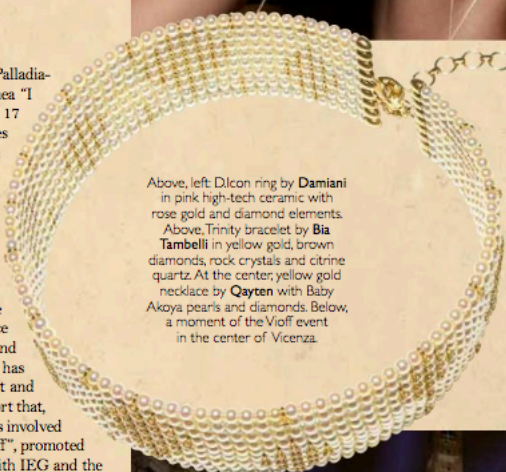 Palladia-
ea “I
17
es
Above, left: D.Icon ring by Damiani
in pink high-tech ceramic with
rose gold and diamond elements.
Above, Trinity bracelet by Bia
Tambelli in yellow gold, brown
diamonds, rock crystals and citrine
quartz. At the center, yellow gold
necklace by Qayten with Baby
Akoya pearls and diamonds. Below,
a moment of the Vioff event
in the center of Vicenza.
e
ce
nd
has
t and
rt that,
s involved
f”, promoted
ith IEG and the